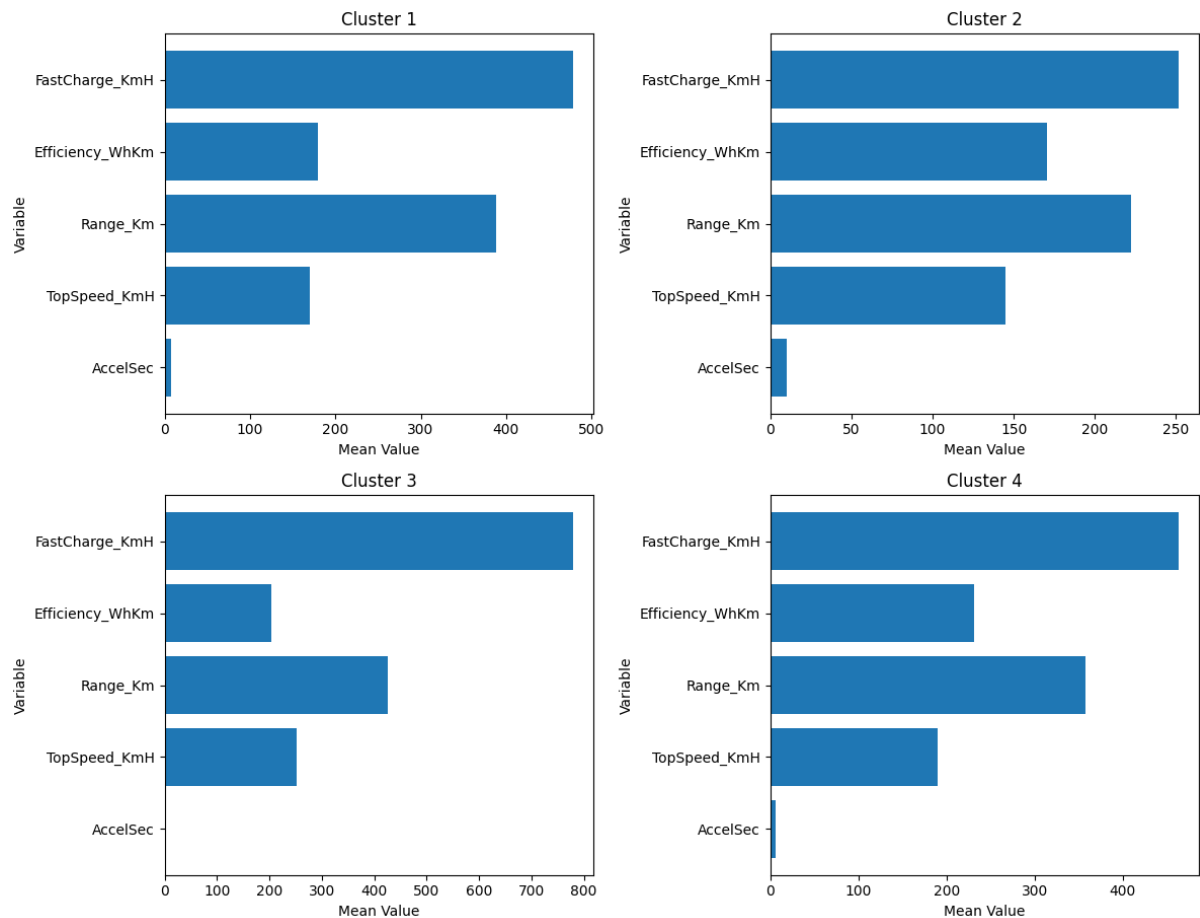 Cluster 1
FastCharge_KmH
Efficiency_WhKm
Range_Km
TopSpeed_KmH
AccelSec
Variable
0 100 200 300 400 500
Mean Value
Cluster 2
FastCharge_KmH
Efficiency_WhKm
Range_Km
TopSpeed_KmH
AccelSec
Variable
0 50 100 150 200 250
Mean Value
Cluster 3
FastCharge_KmH
Efficiency_WhKm
Range_Km
TopSpeed_KmH
AccelSec
Variable
0 100 200 300 400 500 600 700 800
Mean Value
Cluster 4
FastCharge_KmH
Efficiency_WhKm
Range_Km
TopSpeed_KmH
AccelSec
Variable
0 100 200 300 400
Mean Value